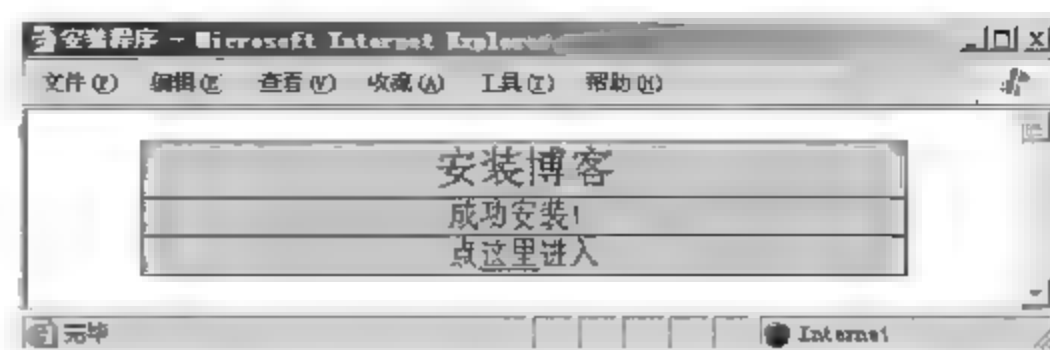 安装程序 - Microsoft Internet Explorer
文件(F) 编辑(E) 查看(V) 收藏(A) 工具(T) 帮助(H)
安装博客
成功安装!
点这里进入
完毕 Internet